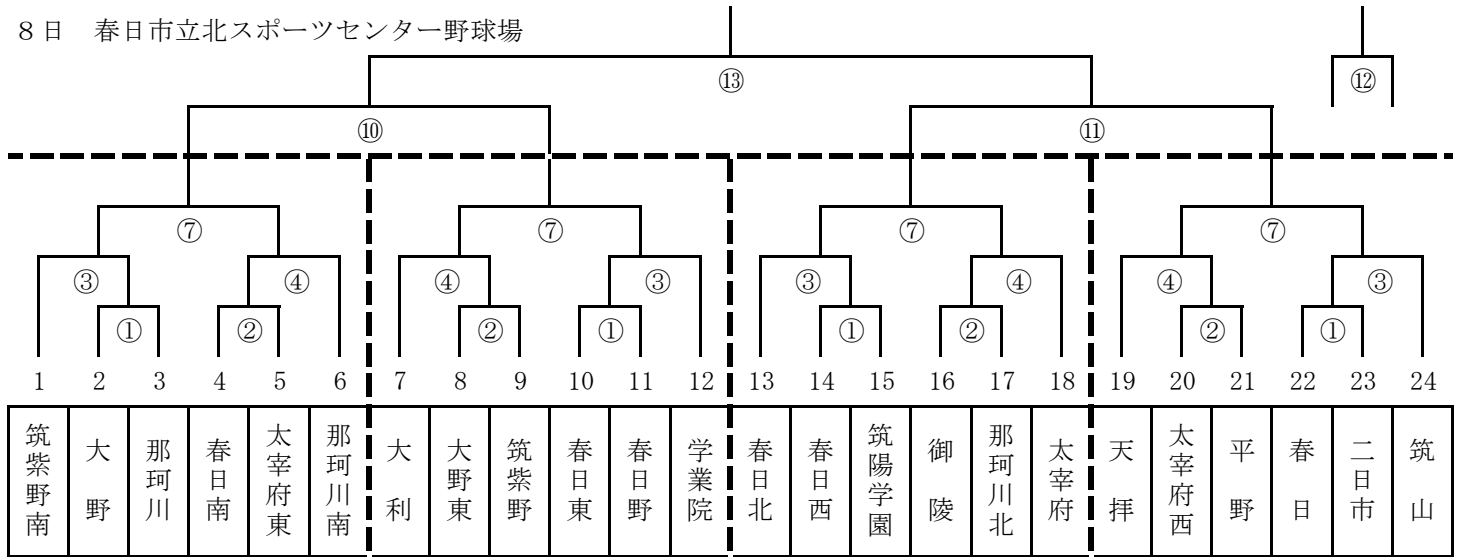 8日 春日市立北スポーツセンター野球場
⑬ ⑫
⑩ ⑪
⑦ ⑦ ⑦ ⑦
③ ④ ④ ③ ③ ④ ④ ③
① ② ② ① ① ② ② ①
1 2 3 4 5 6 7 8 9 10 11 12 13 14 15 16 17 18 19 20 21 22 23 24
筑紫野南
大野
那珂川
春日南
太宰府東
那珂川南
大利
大野東
筑紫野
春日東
春日野
学業院
春日北
春日西
筑陽学園
御陵
那珂川北
太宰府
天拝
太宰府西
平野
春日
二日市
筑山